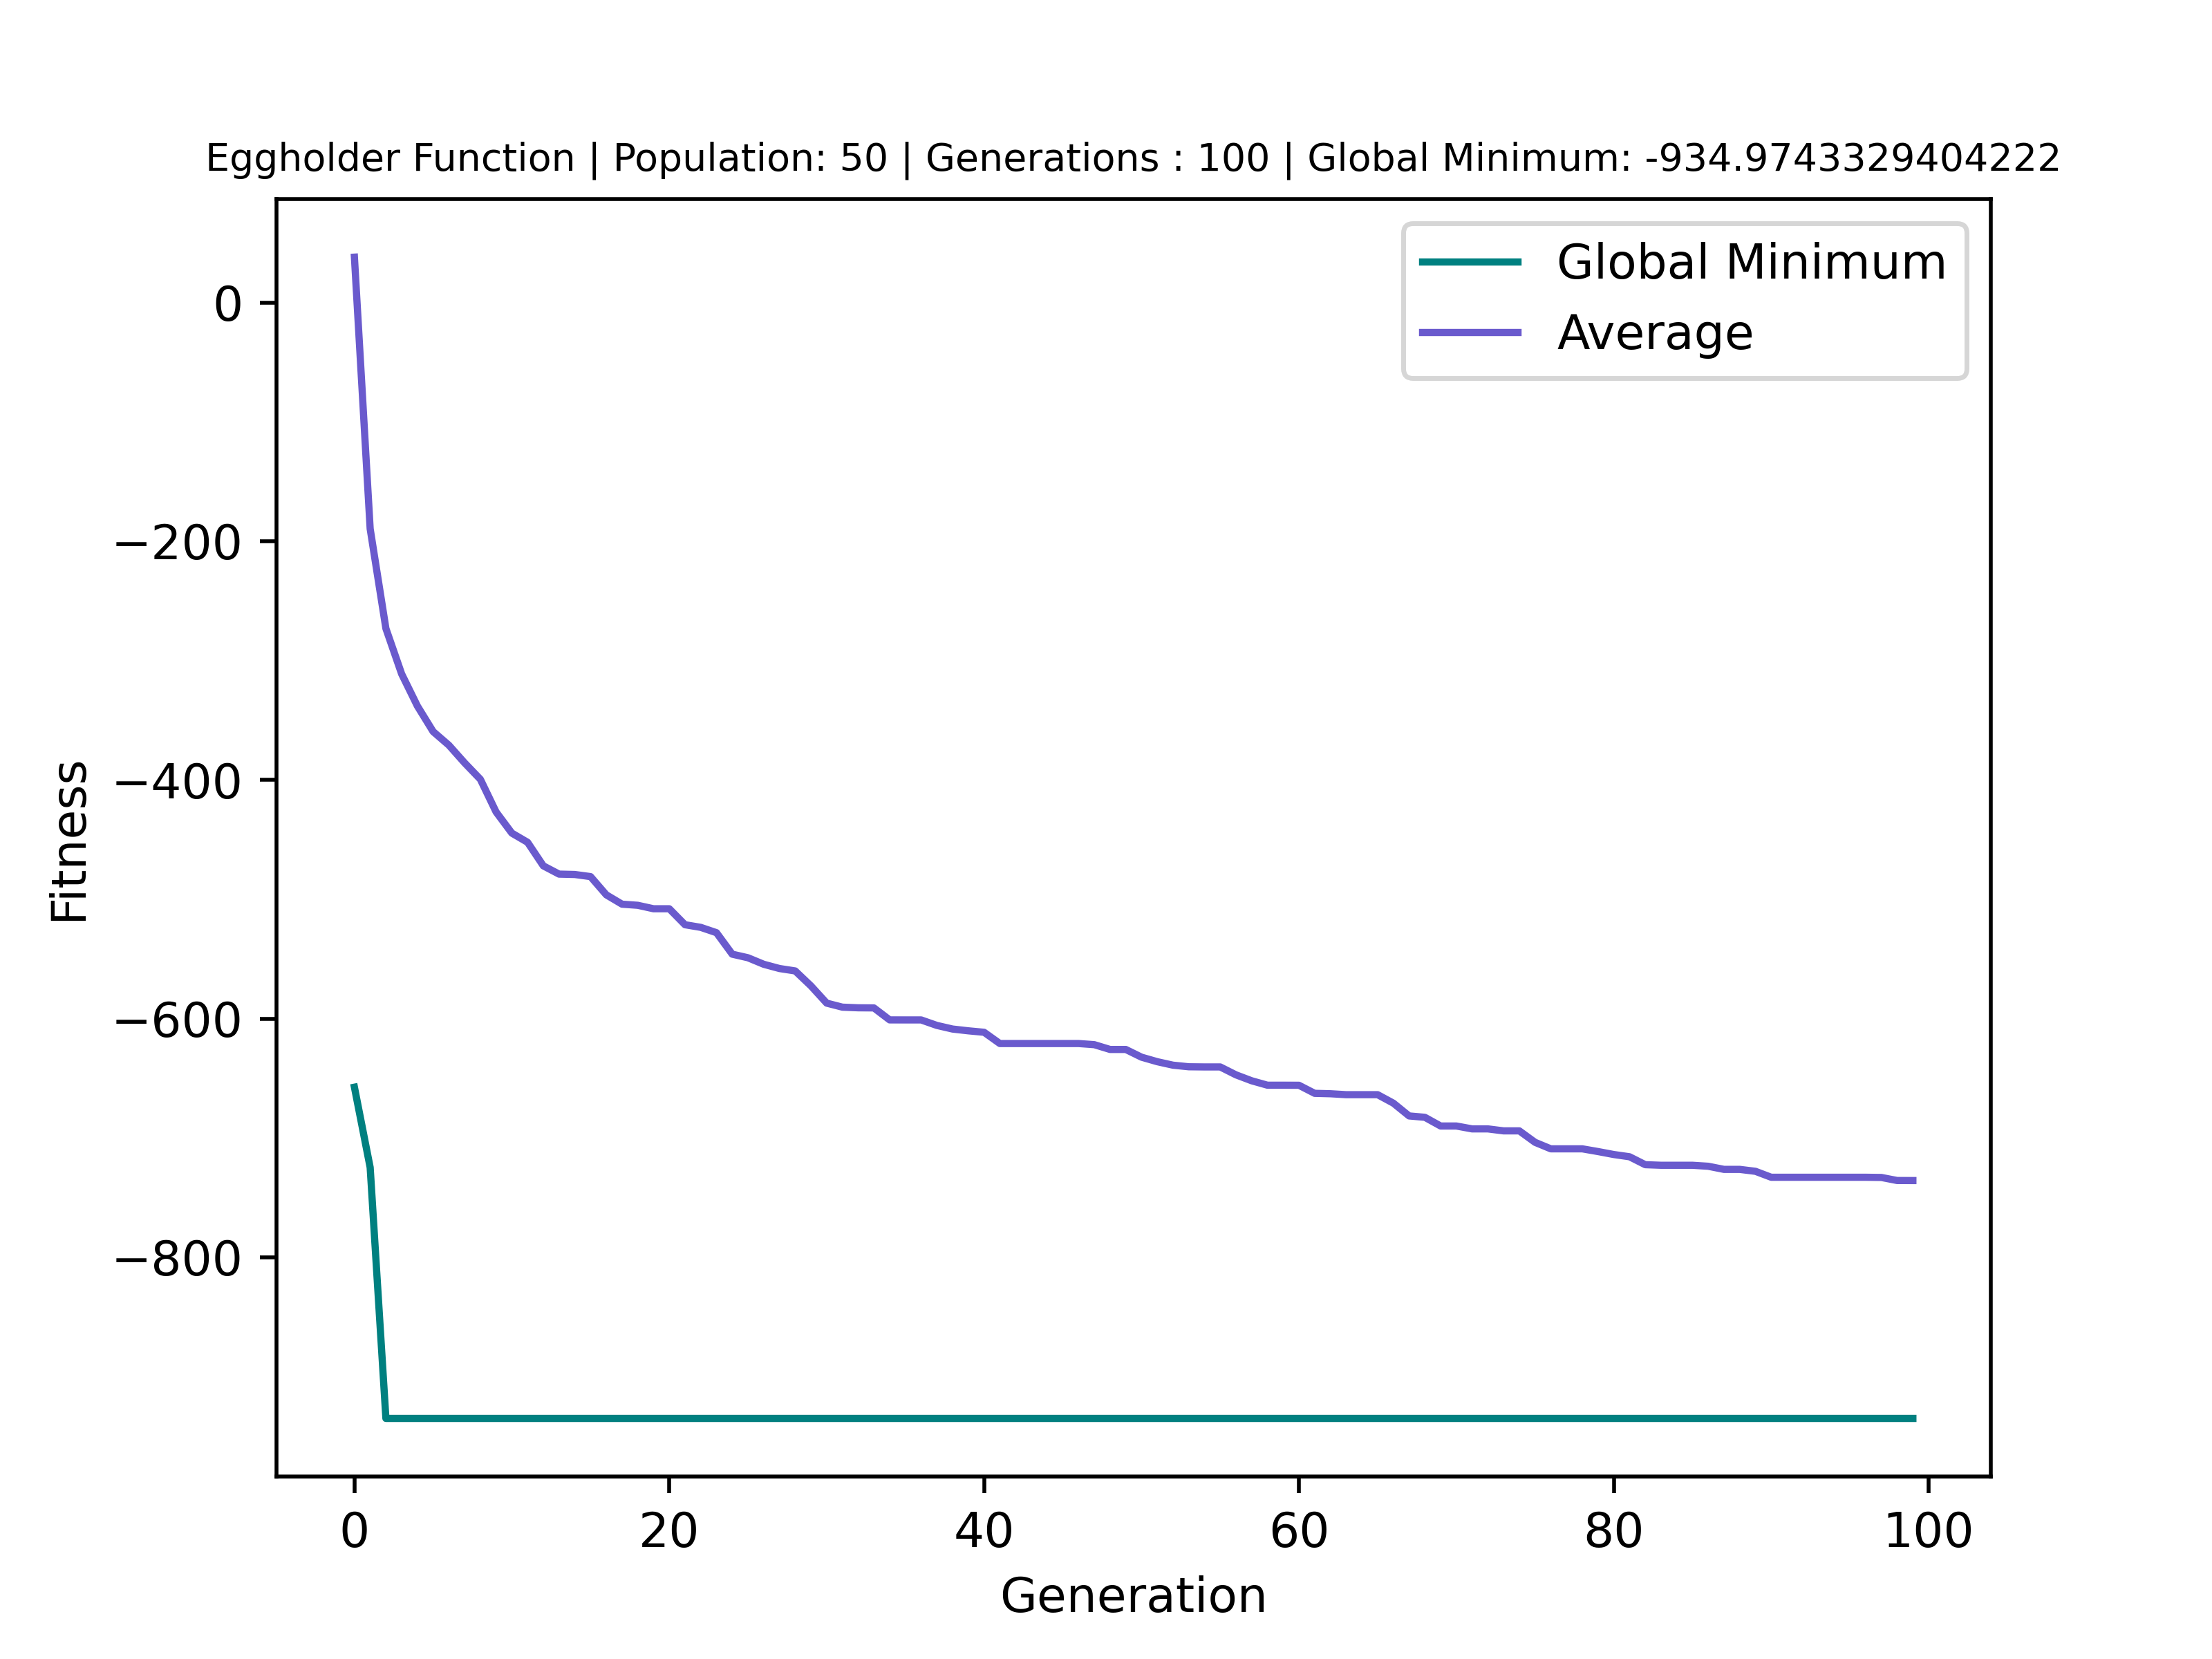 Eggholder Function | Population: 50 | Generations : 100 | Global Minimum: -934.9743329404222
Global Minimum
Average
0
−200
−400
−600
−800
Fitness
0 20 40 60 80 100
Generation